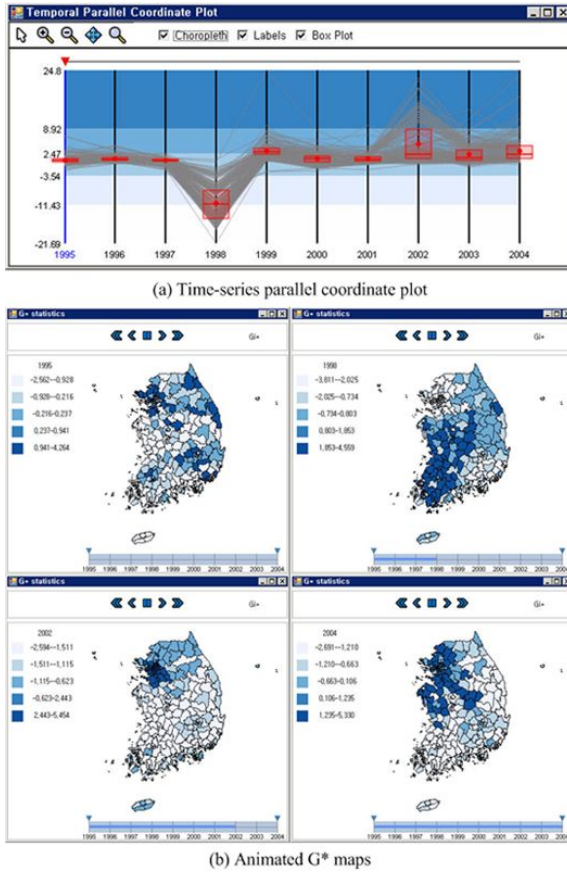 Temporal Parallel Coordinate Plot
Choropleth Labels Box Plot
24.8
8.92
2.47
-3.54
-11.43
-21.69
1995 1996 1997 1998 1999 2000 2001 2002 2003 2004
(a) Time-series parallel coordinate plot
G* statistics
Gi*
1995
-2,562~-0,928
-0,928~-0,216
-0,216~0,237
0,237~0,941
0,941~4,264
1995 1996 1997 1998 1999 2000 2001 2002 2003 2004
G* statistics
Gi*
1998
-3,811~-2,025
-2,025~-0,734
-0,734~0,803
0,803~1,853
1,853~4,559
1995 1996 1997 1998 1999 2000 2001 2002 2003 2004
G* statistics
Gi*
2002
-2,594~-1,511
-1,511~-1,115
-1,115~-0,623
-0,623~2,443
2,443~5,454
1995 1996 1997 1998 1999 2000 2001 2002 2003 2004
G* statistics
Gi*
2004
-2,691~-1,210
-1,210~-0,663
-0,663~0,106
0,106~1,235
1,235~5,330
1995 1996 1997 1998 1999 2000 2001 2002 2003 2004
(b) Animated G* maps